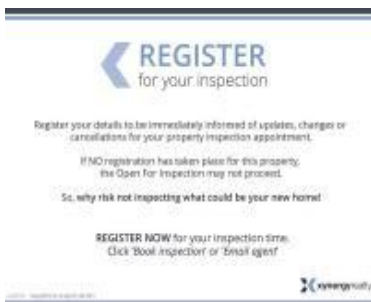 REGISTER
for your inspection
Register your details to be immediately informed of updates, changes or
cancellations for your property inspection appointment.
If NO registration has taken place for this property,
the Open For Inspection may not proceed.
So, why risk not inspecting what could be your new home!
REGISTER NOW for your inspection time.
Click 'Book inspection' or 'Email agent'
xynergyrealty